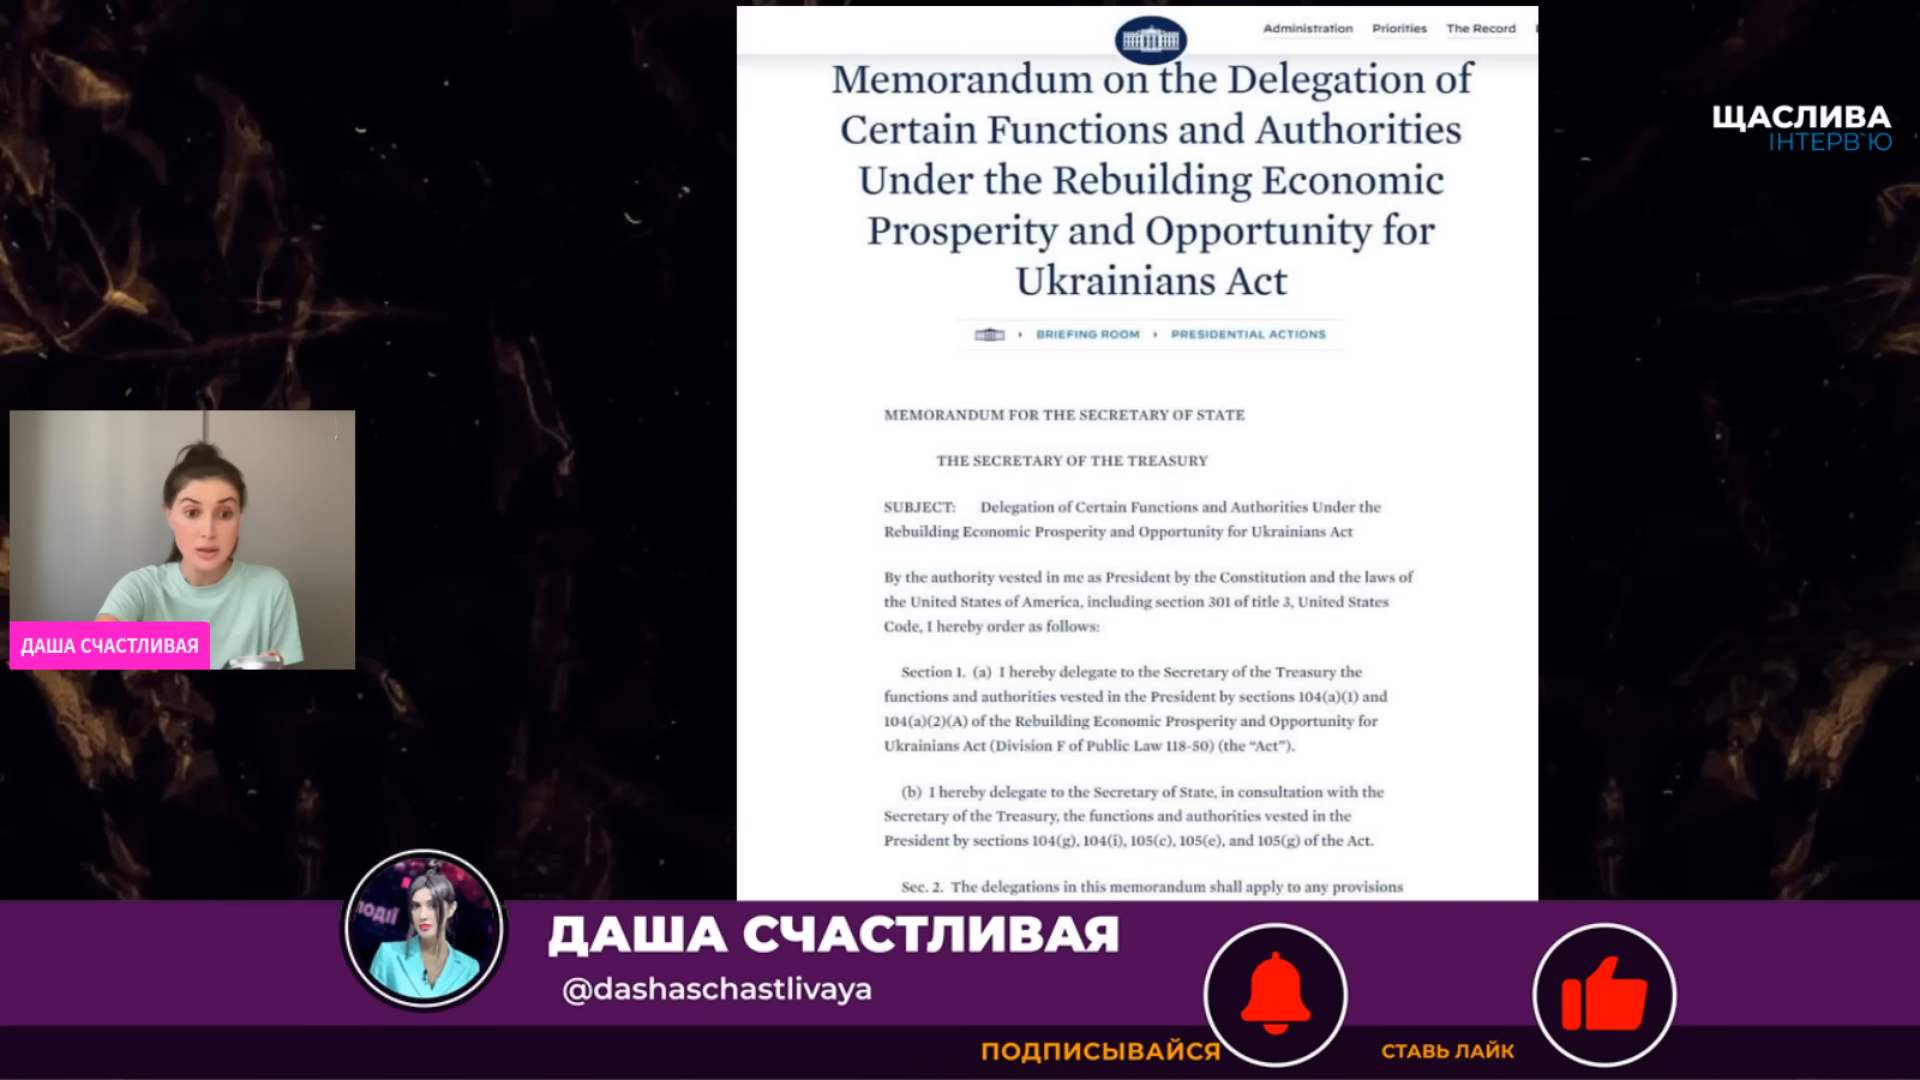 Administration Priorities The Record
Memorandum on the Delegation of
Certain Functions and Authorities
Under the Rebuilding Economic
Prosperity and Opportunity for
Ukrainians Act
BRIEFING ROOM
PRESIDENTIAL ACTIONS
MEMORANDUM FOR THE SECRETARY OF STATE
THE SECRETARY OF THE TREASURY
SUBJECT: Delegation of Certain Functions and Authorities Under the
Rebuilding Economic Prosperity and Opportunity for Ukrainians Act
By the authority vested in me as President by the Constitution and the laws of
the United States of America, including section 301 of title 3, United States
Code, I hereby order as follows:
Section 1. (a) I hereby delegate to the Secretary of the Treasury the
functions and authorities vested in the President by sections 104(a)(1) and
104(a)(2)(A) of the Rebuilding Economic Prosperity and Opportunity for
Ukrainians Act (Division F of Public Law 118-50) (the “Act”).
(b) I hereby delegate to the Secretary of State, in consultation with the
Secretary of the Treasury, the functions and authorities vested in the
President by sections 104(g), 104(i), 105(c), 105(e), and 105(g) of the Act.
Sec. 2. The delegations in this memorandum shall apply to any provisions
ЩАСЛИВА
ІНТЕРВ`Ю
ДАША СЧАСТЛИВАЯ
ПОДІЇ
ДАША СЧАСТЛИВАЯ
@dashaschastlivaya
ПОДПИСЫВАЙСЯ
СТАВЬ ЛАЙК